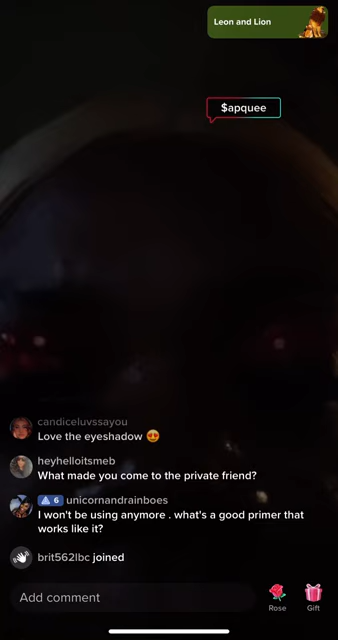 Leon and Lion
$apquee
candiceluvssayou
Love the eyeshadow 😍
heyhelloitsmeb
What made you come to the private friend?
6 unicornandrainboes
I won't be using anymore . what's a good primer that
works like it?
brit562lbc joined
Add comment
Rose
Gift